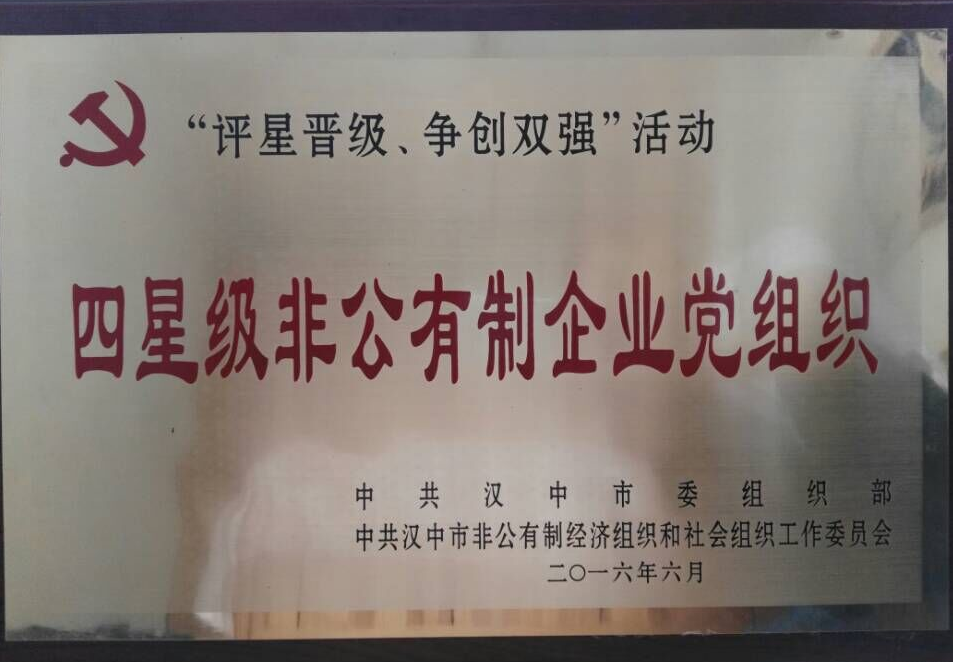 “评星晋级、争创双强”活动
四星级非公有制企业党组织
中共汉中市委组织部
中共汉中市非公有制经济组织和社会组织工作委员会
二〇一六年六月